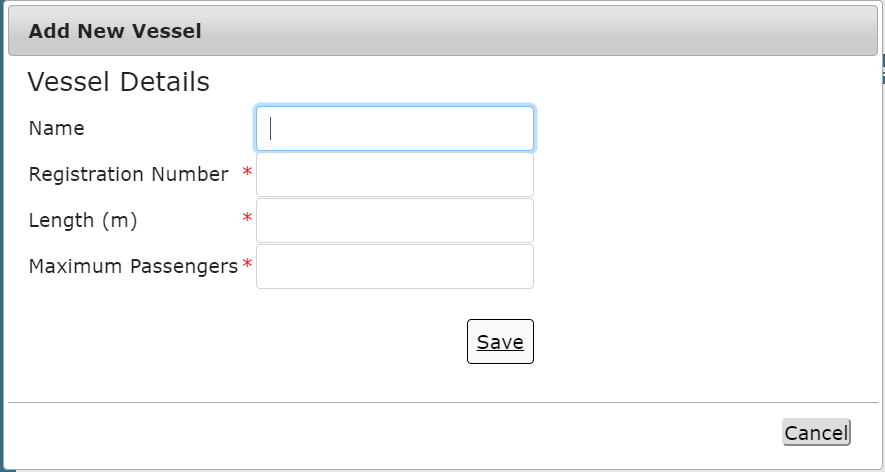 Add New Vessel
Vessel Details
Name
Registration Number *
Length (m) *
Maximum Passengers *
Save
Cancel